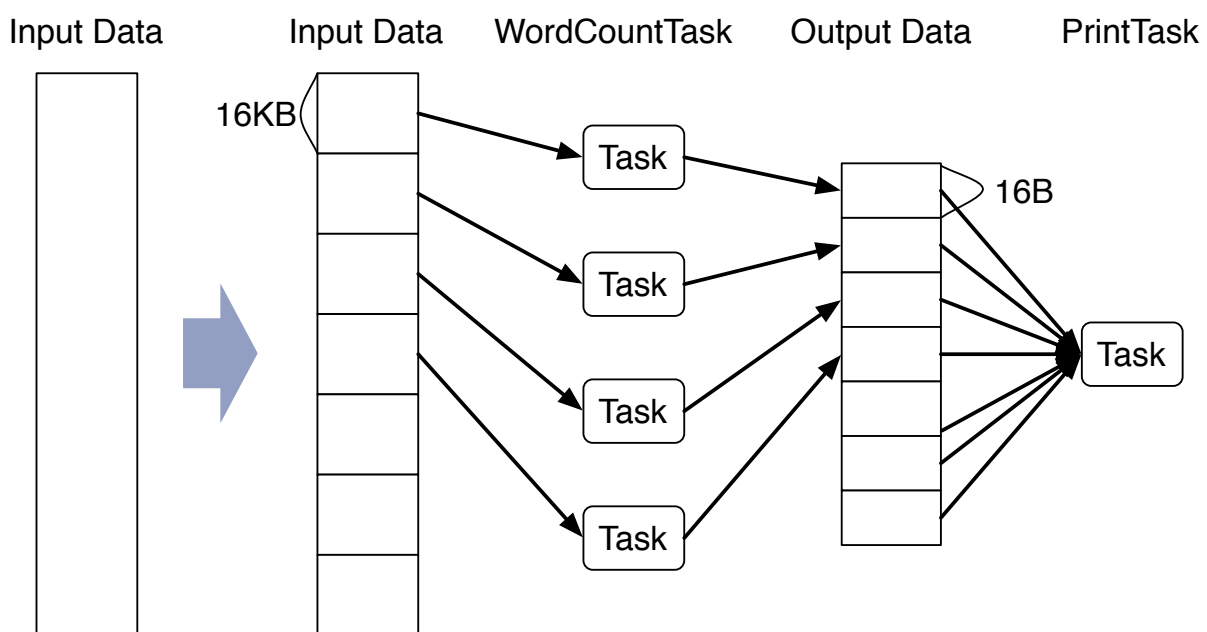 Input Data
Input Data
WordCountTask
Output Data
PrintTask
16KB
Task
16B
Task
Task
Task
Task